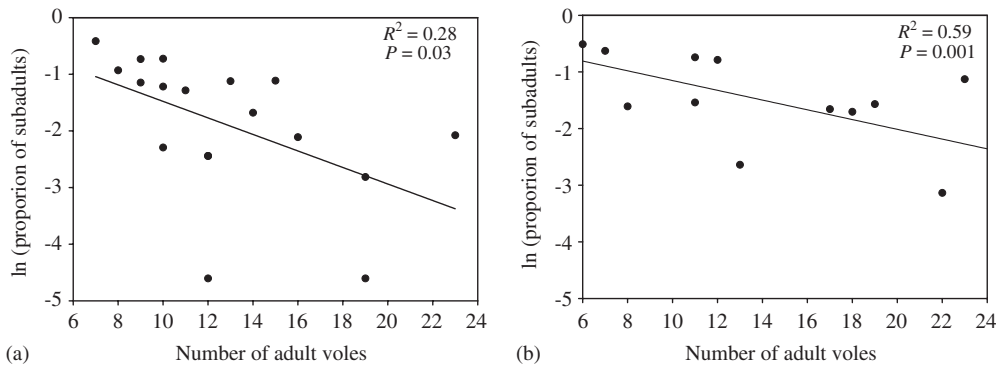 0
-1
-2
-3
-4
-5
ln (proporion of subadults)
R² = 0.28
P = 0.03
6 8 10 12 14 16 18 20 22 24
(a) Number of adult voles
0
-1
-2
-3
-4
-5
ln (proporion of subadults)
R² = 0.59
P = 0.001
6 8 10 12 14 16 18 20 22 24
(b) Number of adult voles